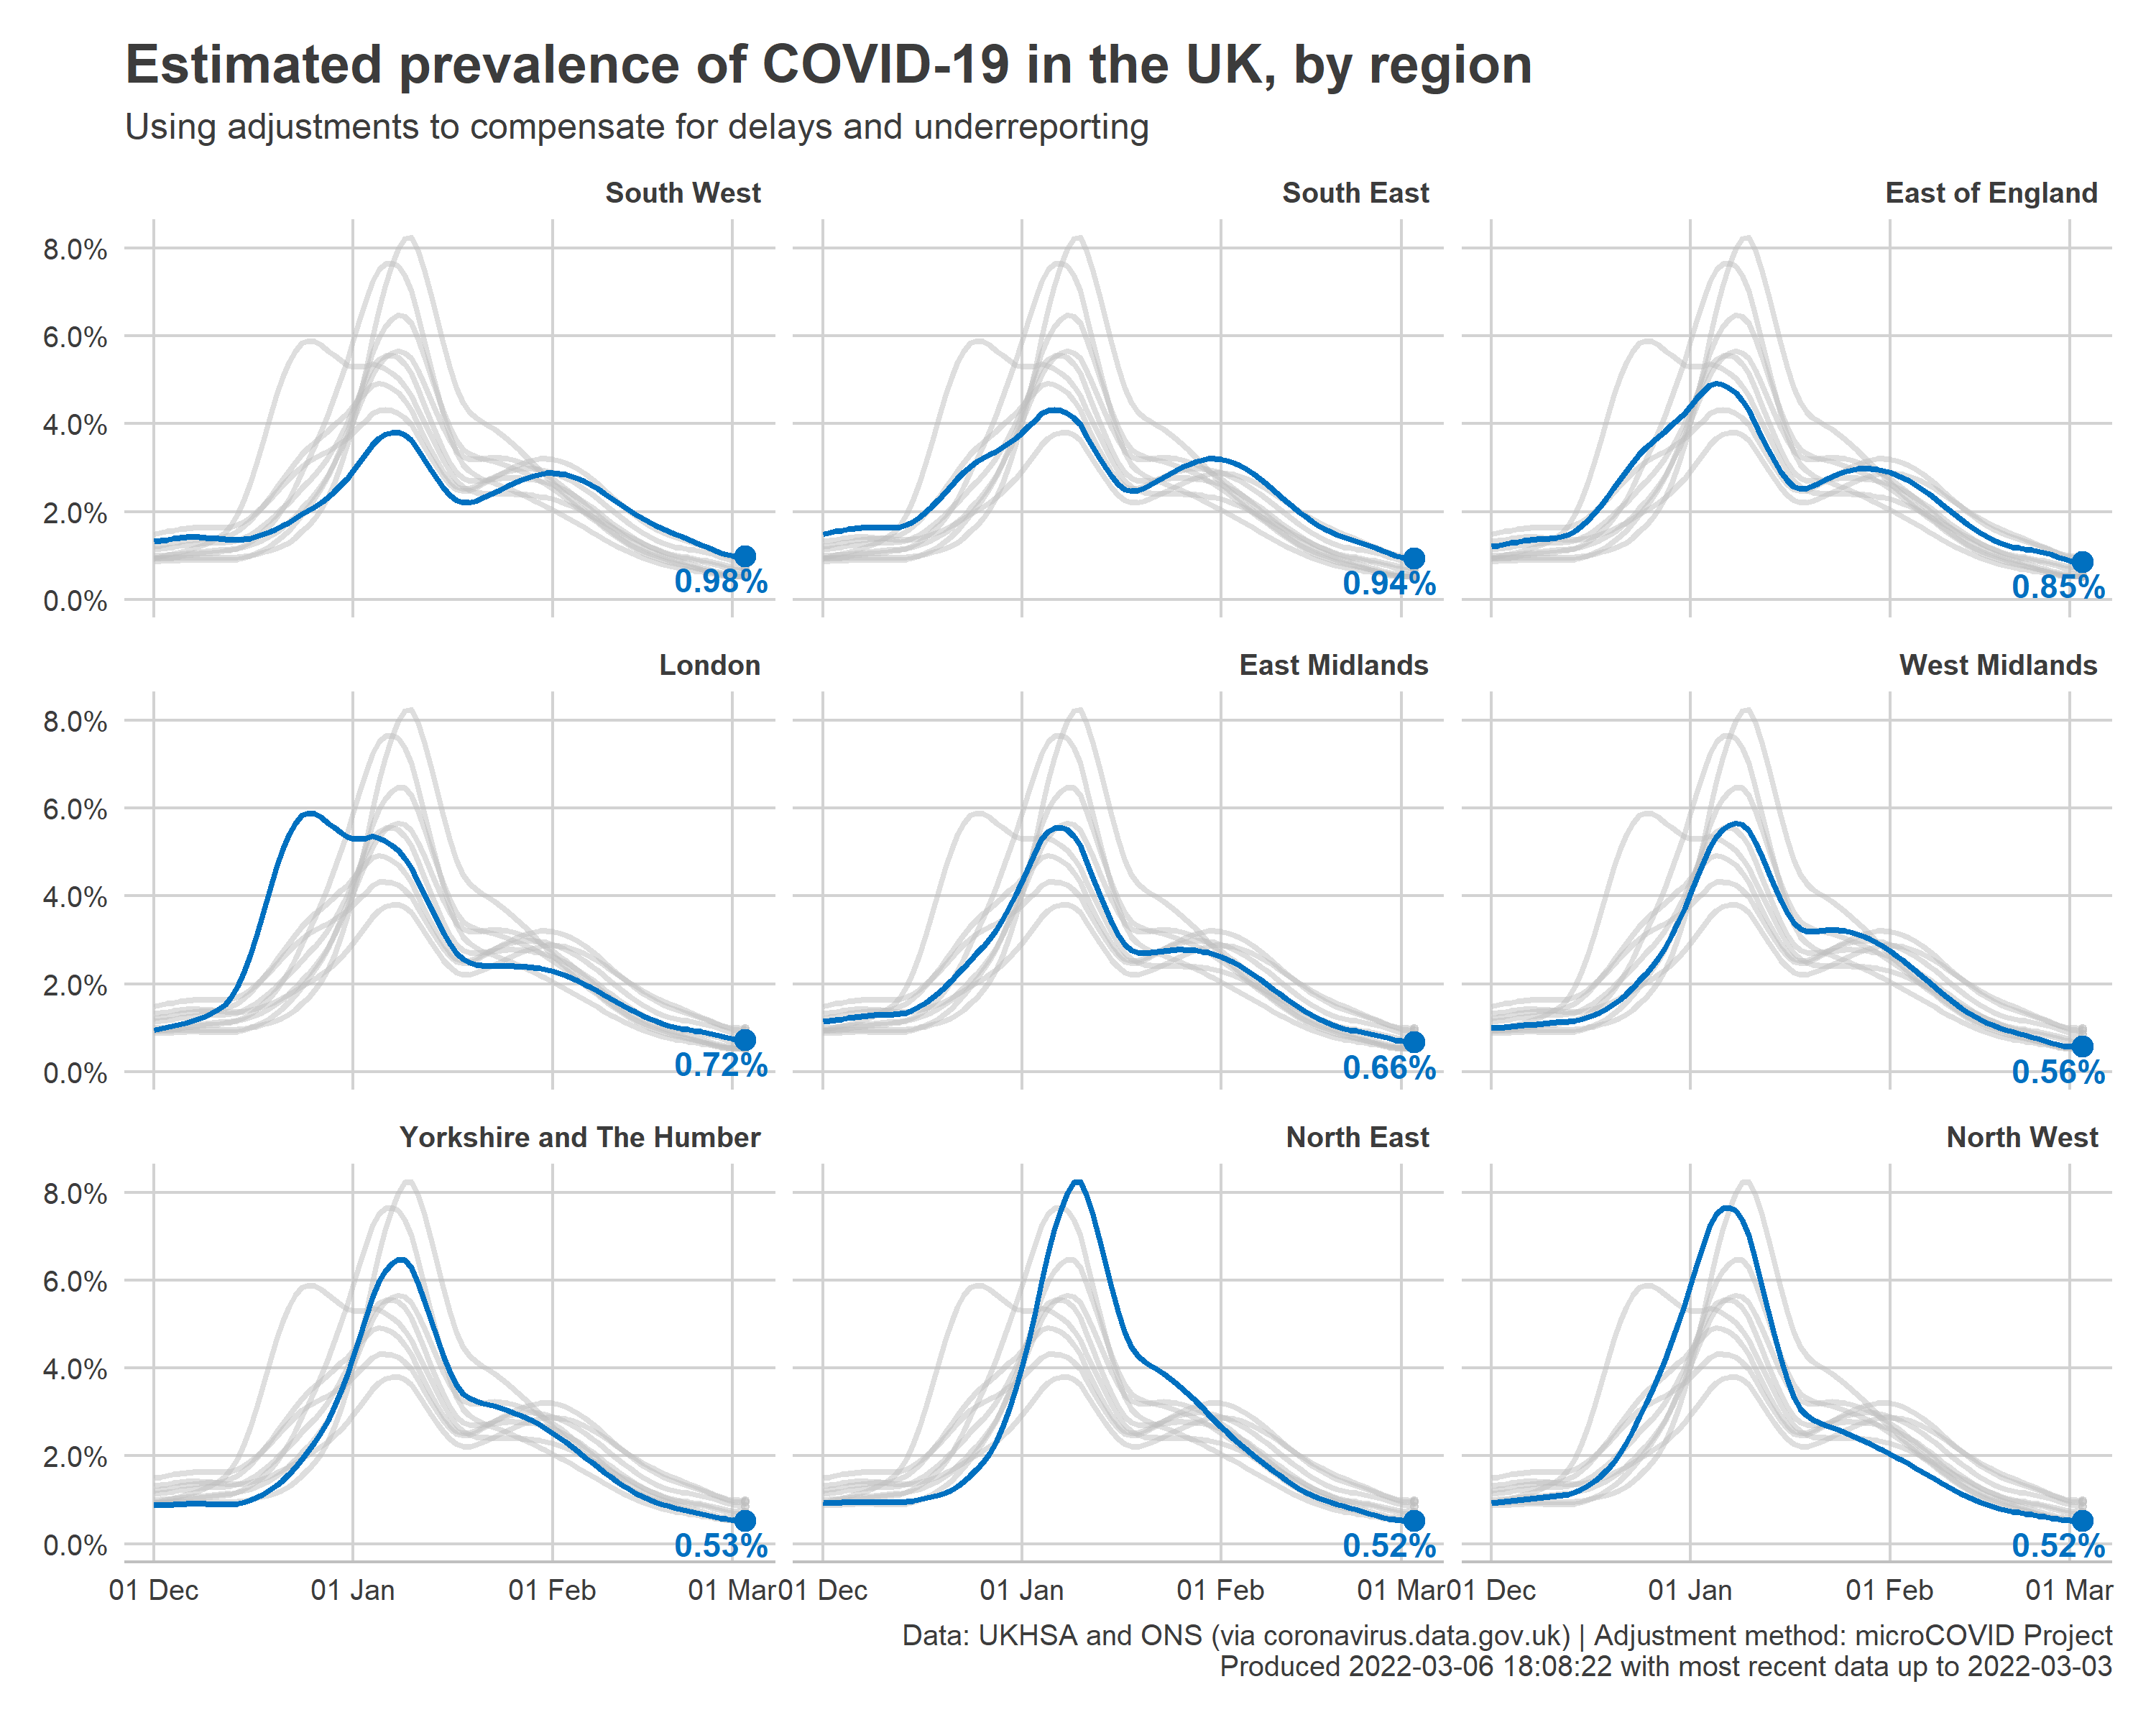 Estimated prevalence of COVID-19 in the UK, by region
Using adjustments to compensate for delays and underreporting
South West
South East
East of England
8.0%
6.0%
4.0%
2.0%
0.0%
0.98%
0.94%
0.85%
London
East Midlands
West Midlands
8.0%
6.0%
4.0%
2.0%
0.0%
0.72%
0.66%
0.56%
Yorkshire and The Humber
North East
North West
8.0%
6.0%
4.0%
2.0%
0.0%
0.53%
0.52%
0.52%
01 Dec 01 Jan 01 Feb 01 Mar 01 Dec 01 Jan 01 Feb 01 Mar 01 Dec 01 Jan 01 Feb 01 Mar
Data: UKHSA and ONS (via coronavirus.data.gov.uk) | Adjustment method: microCOVID Project
Produced 2022-03-06 18:08:22 with most recent data up to 2022-03-03